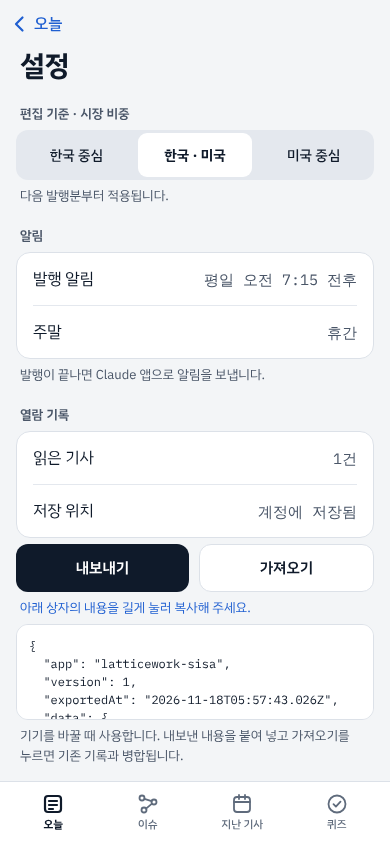 오늘
설정
편집 기준 · 시장 비중
한국 중심
한국 · 미국
미국 중심
다음 발행분부터 적용됩니다.
알림
발행 알림
평일 오전 7:15 전후
주말
휴간
발행이 끝나면 Claude 앱으로 알림을 보냅니다.
열람 기록
읽은 기사
1건
저장 위치
계정에 저장됨
내보내기
가져오기
아래 상자의 내용을 길게 눌러 복사해 주세요.
{
"app": "latticework-sisa",
"version": 1,
"exportedAt": "2026-11-18T05:57:43.026Z",
"data": {
기기를 바꿀 때 사용합니다. 내보낸 내용을 붙여 넣고 가져오기를
누르면 기존 기록과 병합됩니다.
오늘
이슈
지난 기사
퀴즈